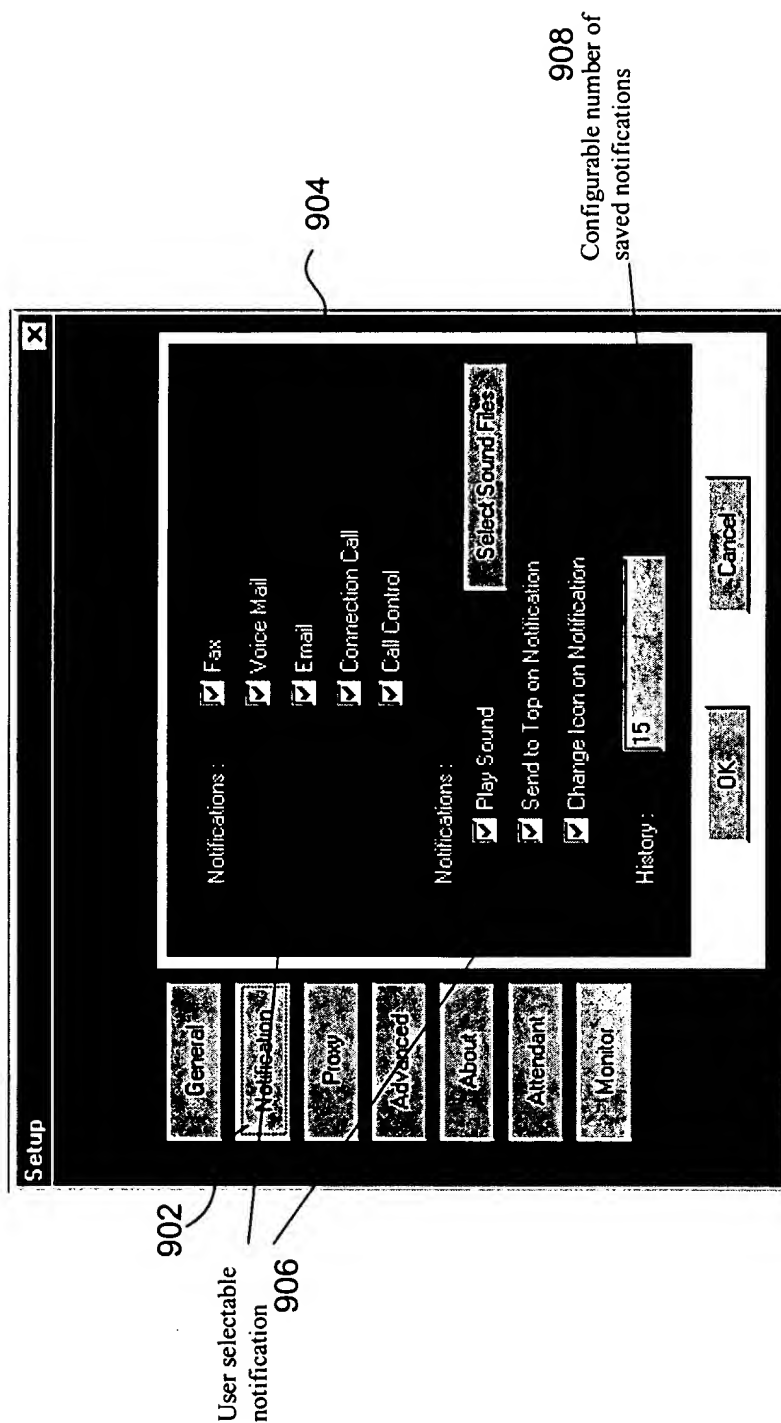 Setup
General
Notification
Proxy
Advanced
About
Attendant
Monitor
Notifications :
Fax
Voice Mail
Email
Connection Call
Call Control
Notifications :
Play Sound
Select Sound Files
Send to Top on Notification
Change Icon on Notification
History :
15
OK
Cancel
902
User selectable
notification
906
904
908
Configurable number of
saved notifications